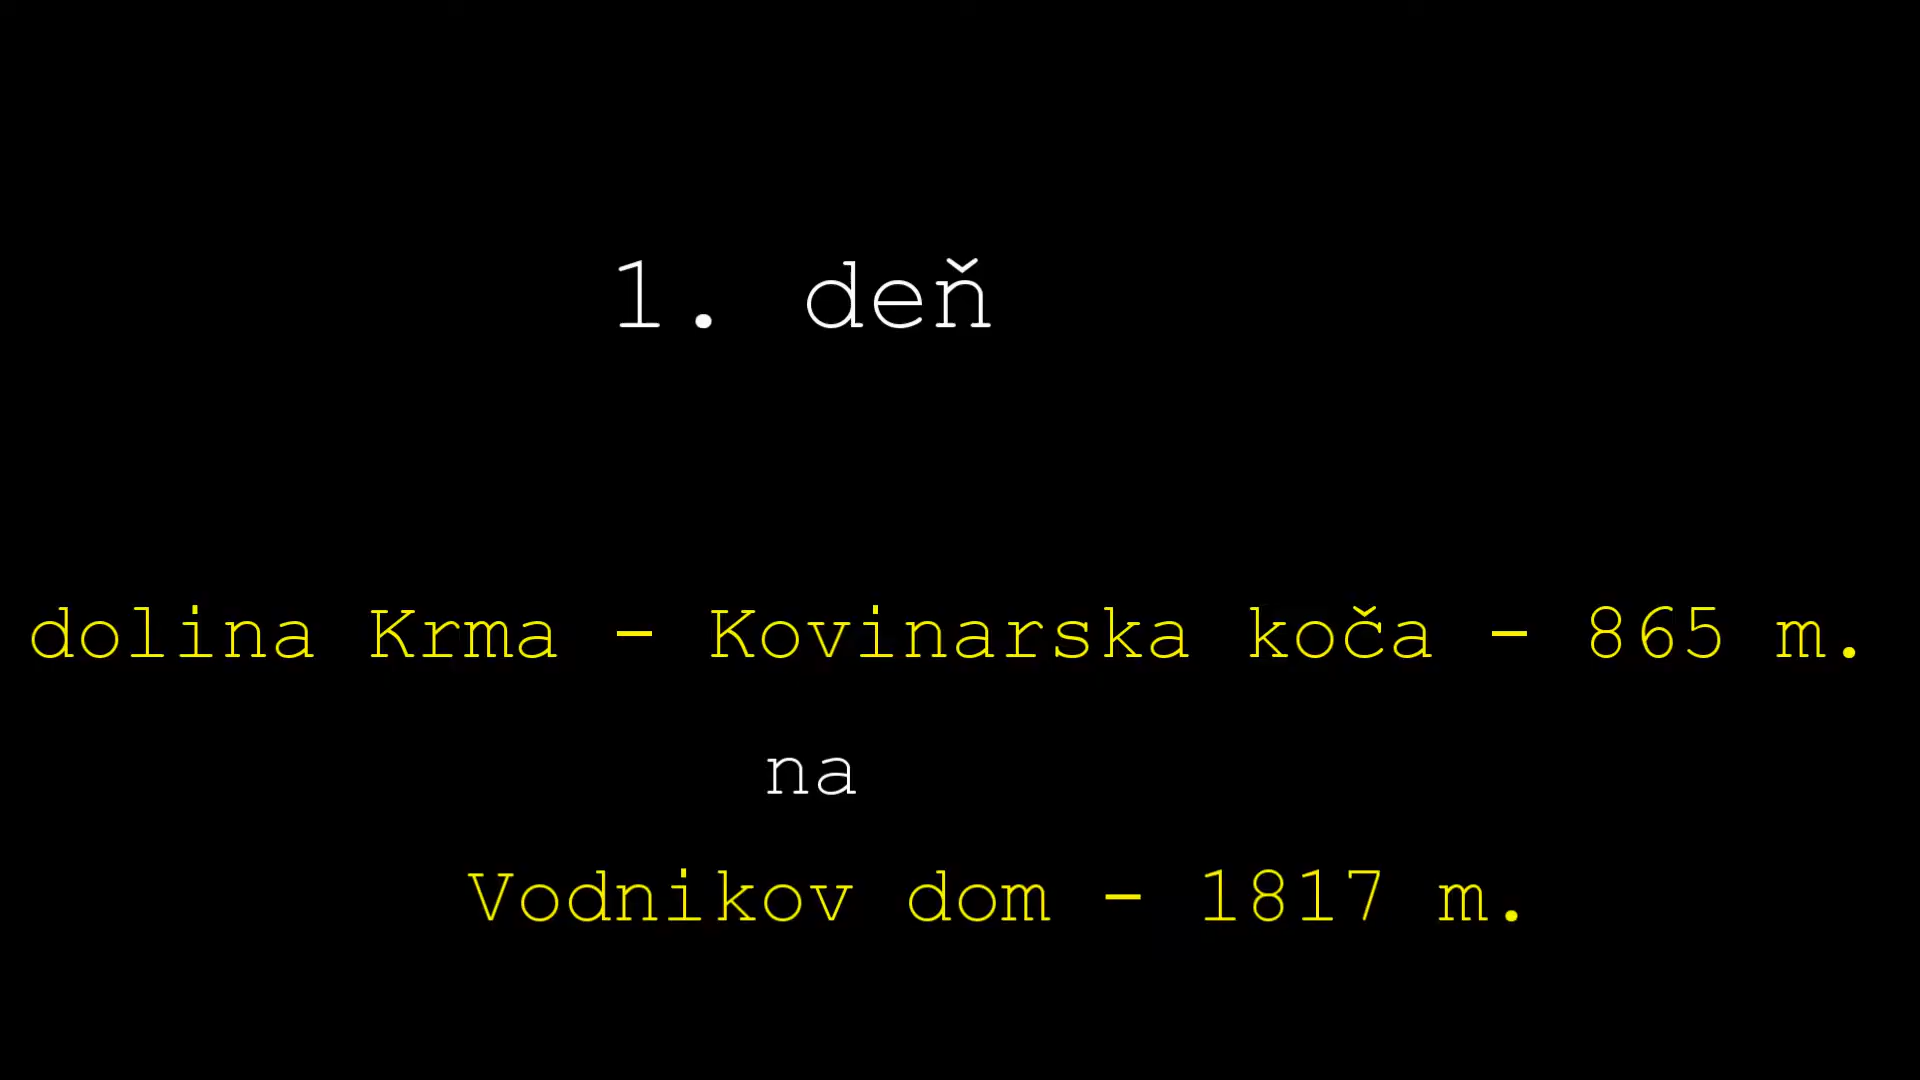 1. deň
dolina Krma - Kovinarska koča - 865 m.
na
Vodnikov dom - 1817 m.